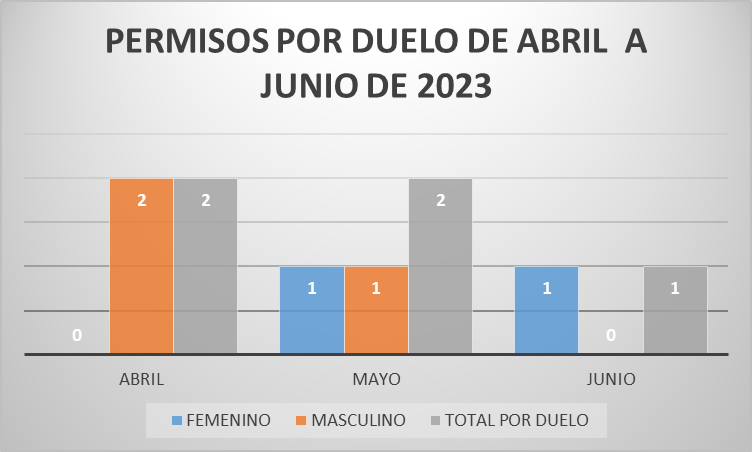 PERMISOS POR DUELO DE ABRIL  A
JUNIO DE 2023
0 2 2 1 1 2 1 0 1
ABRIL MAYO JUNIO
FEMENINO MASCULINO TOTAL POR DUELO